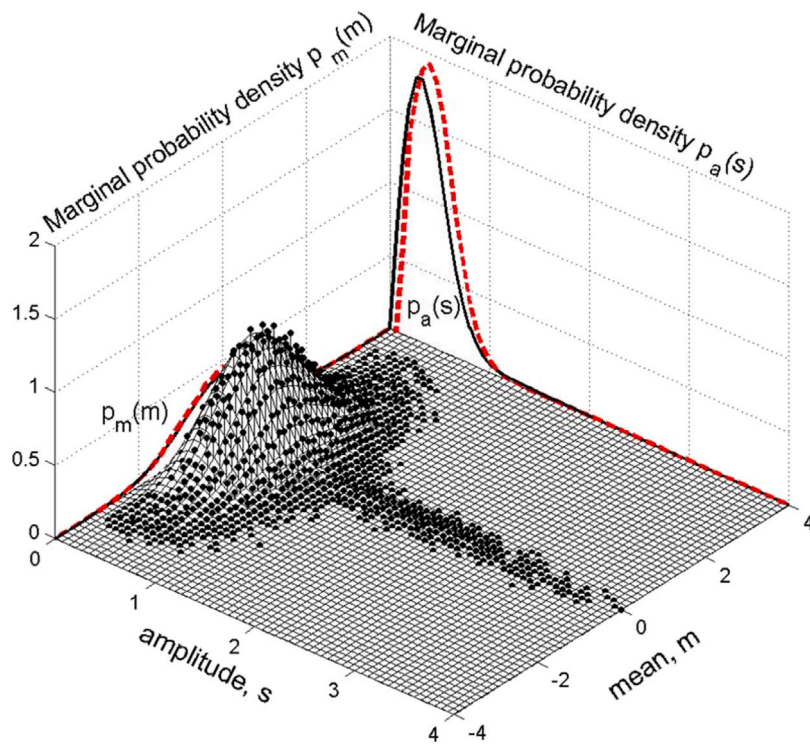 Marginal probability density p_m(m)
Marginal probability density p_a(s)
2
1.5
1
0.5
0
p_m(m)
p_a(s)
0
1
2
3
4
amplitude, s
-4
-2
0
2
4
mean, m